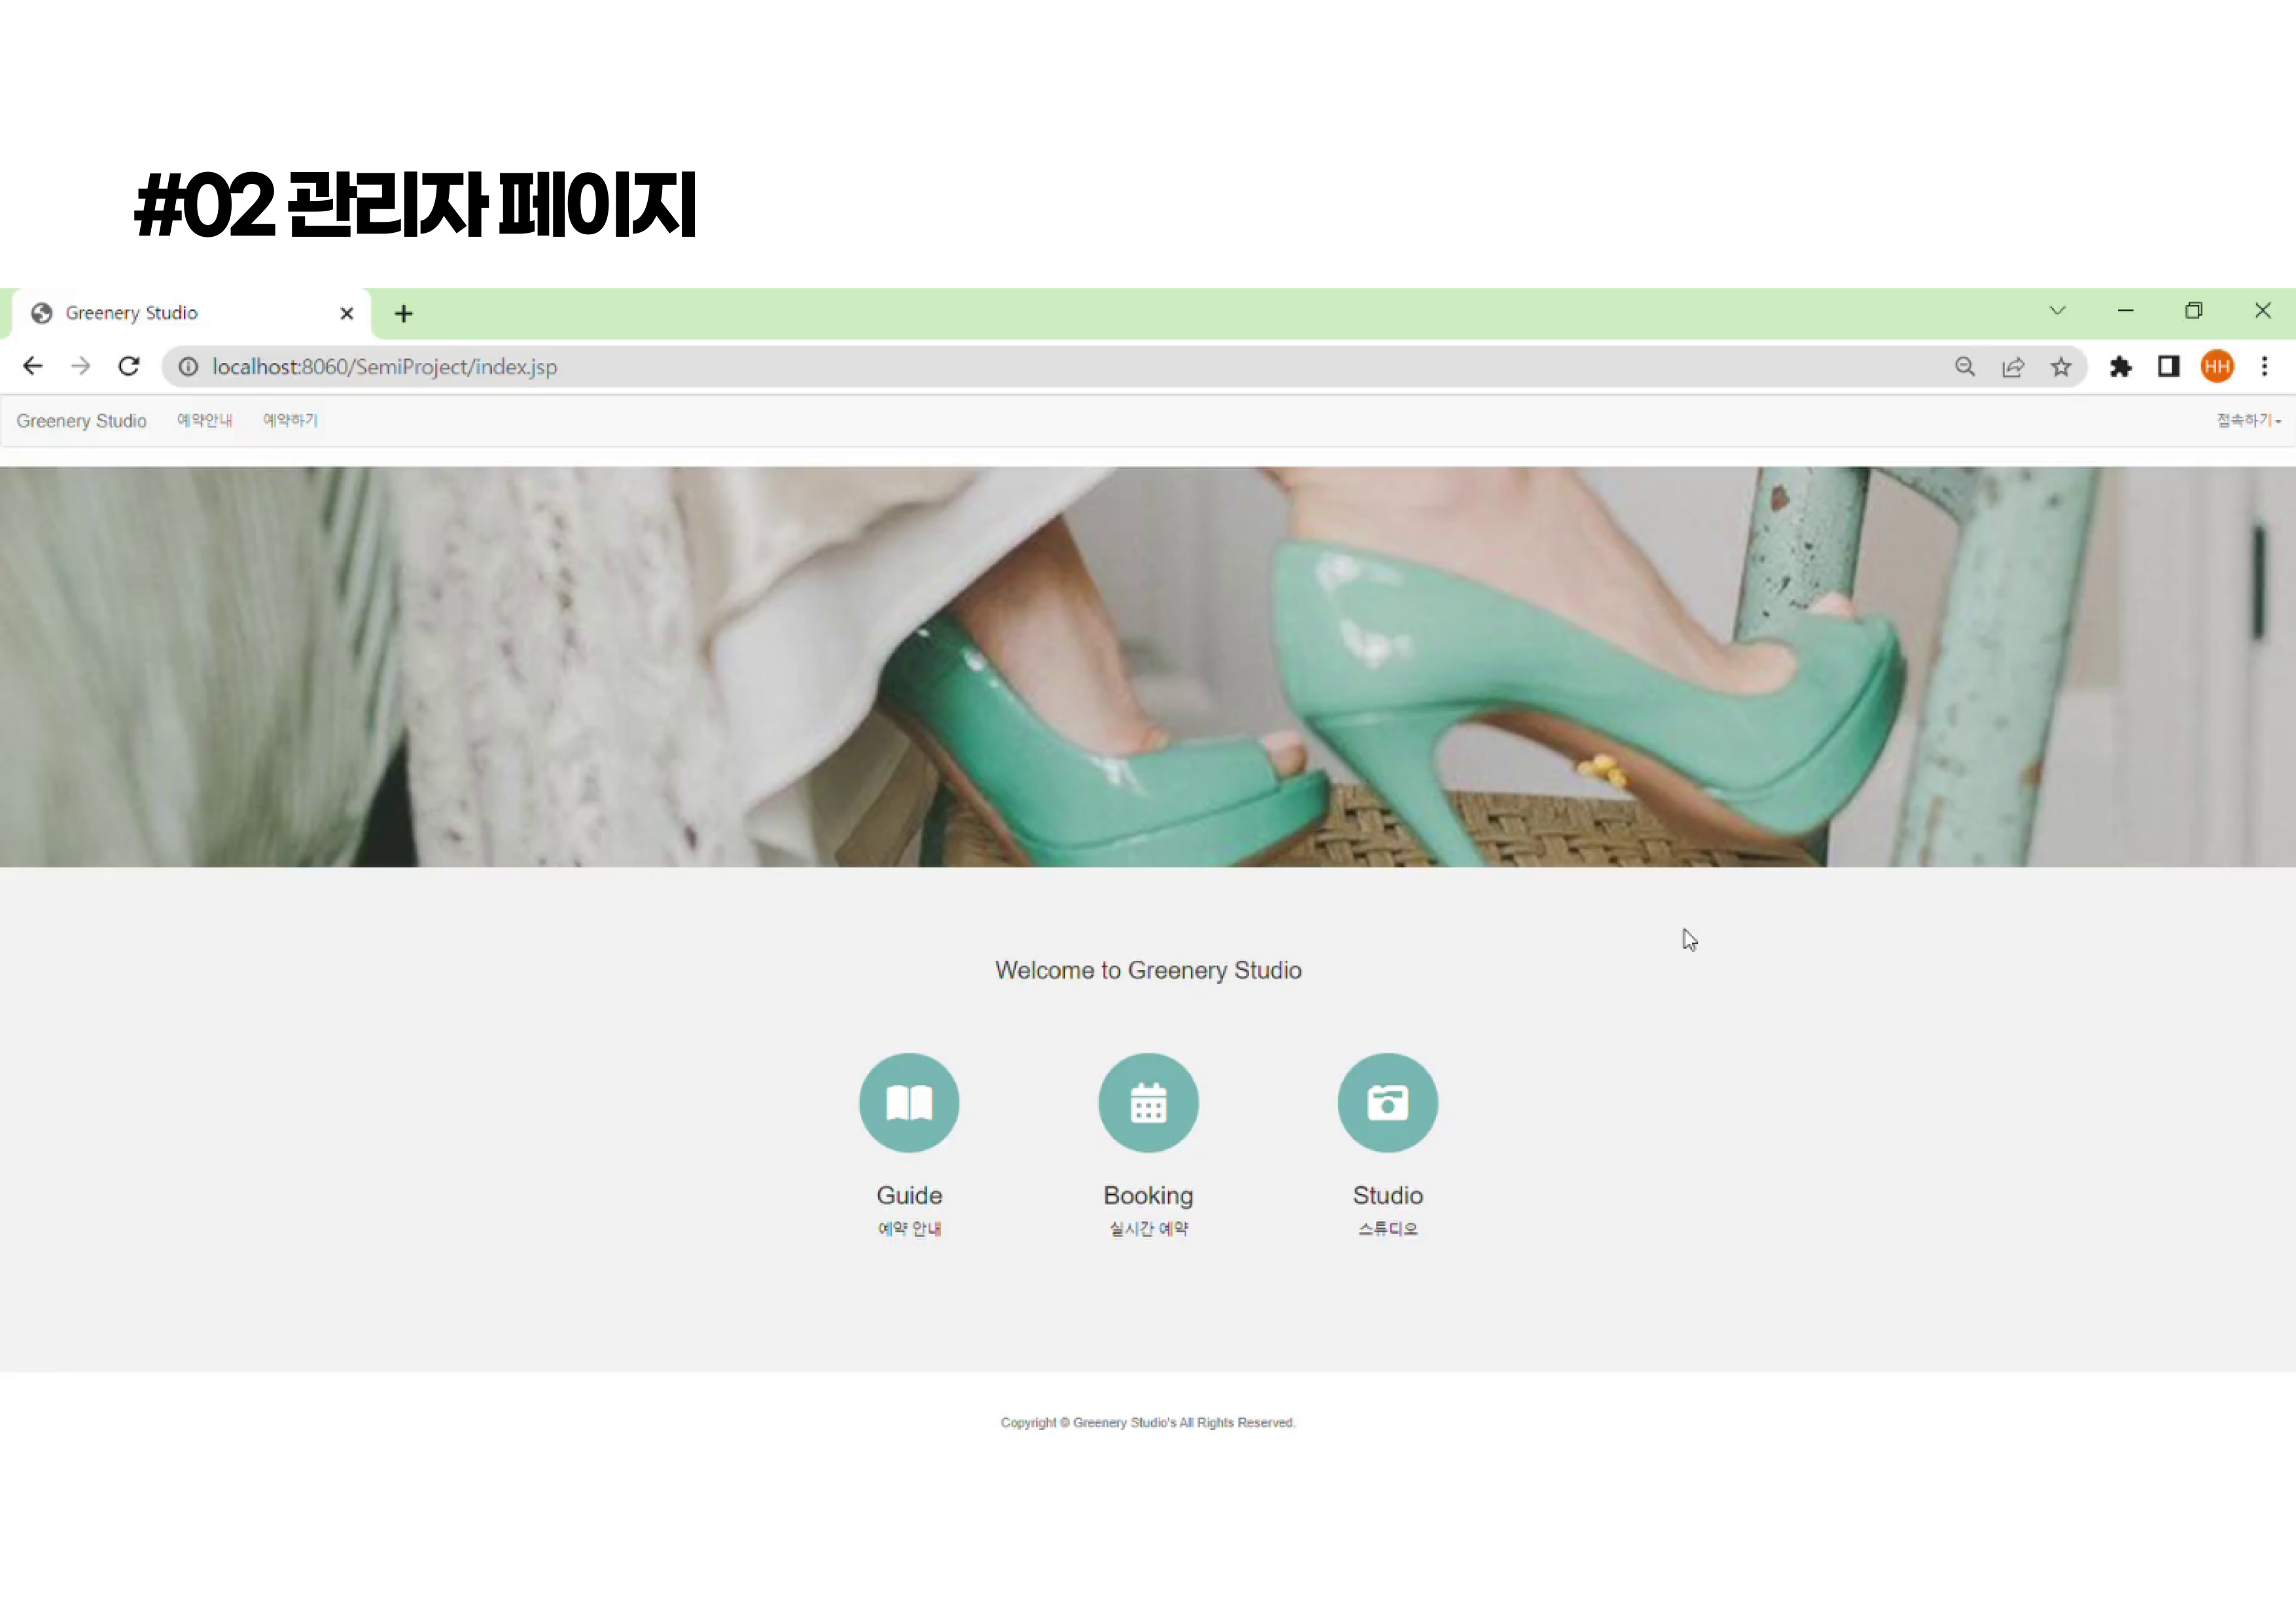 #02 관리자 페이지
Greenery Studio
localhost:8060/SemiProject/index.jsp
HH
Greenery Studio 예약안내 예약하기 접속하기
Welcome to Greenery Studio
Guide Booking Studio
예약 안내 실시간 예약 스튜디오
Copyright © Greenery Studio's All Rights Reserved.